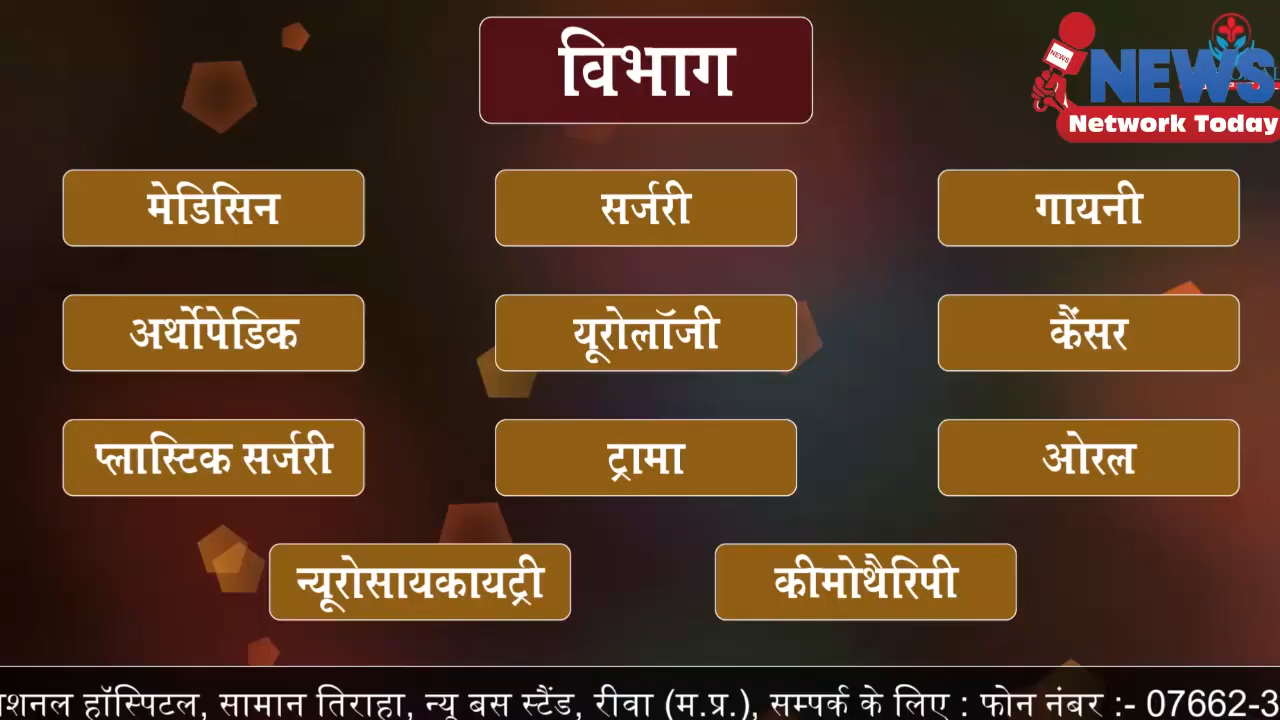 विभाग
NEWS
NEWS
Network Today
मेडिसिन
सर्जरी
गायनी
अर्थोपेडिक
यूरोलॉजी
कैंसर
प्लास्टिक सर्जरी
ट्रामा
ओरल
न्यूरोसायकायट्री
कीमोथैरिपी
हॉस्पिटल, सामान तिराहा, न्यू बस स्टैंड, रीवा (म.प्र.), सम्पर्क के लिए : फोन नंबर :- 07662-3